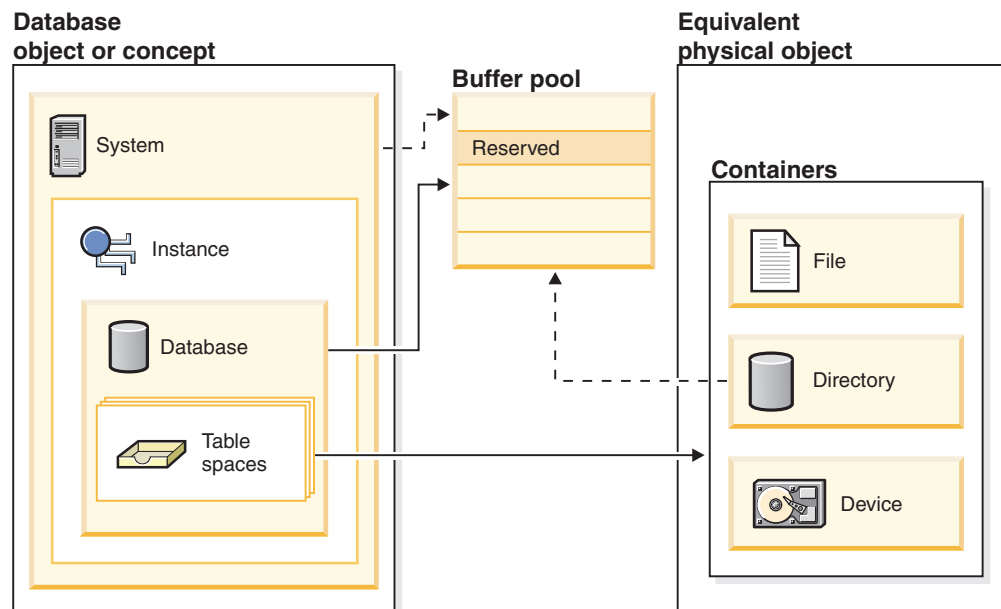 Database
object or concept
System
Instance
Database
Table
spaces
Buffer pool
Reserved
Equivalent
physical object
Containers
File
Directory
Device